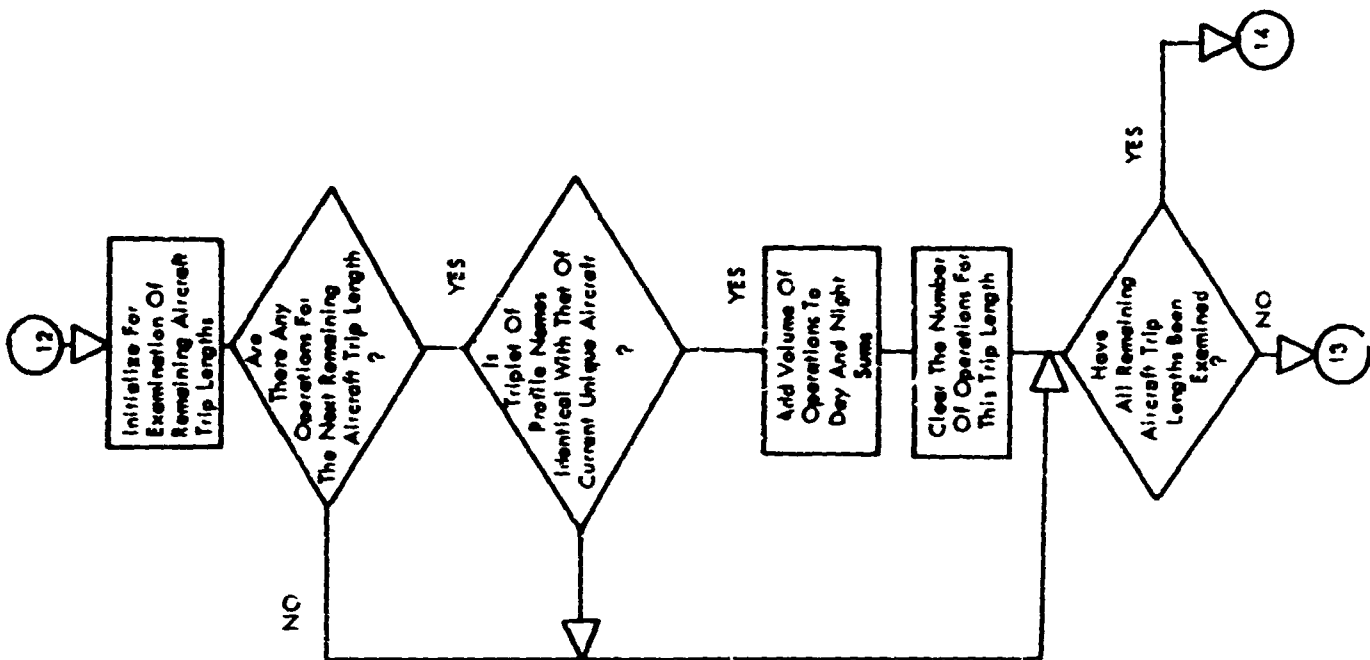 12
Initialize For
Examination Of
Remaining Aircraft
Trip Lengths
Are
There Any
Operations For
The Next Remaining
Aircraft Trip Length
?
NO
YES
Is
Triplet Of
Profile Names
Identical With That Of
Current Unique Aircraft
?
YES
Add Volume Of
Operations To
Day And Night
Sums
Clear The Number
Of Operations For
This Trip Length
Have
All Remaining
Aircraft Trip
Lengths Been
Examined
?
YES
14
NO
13